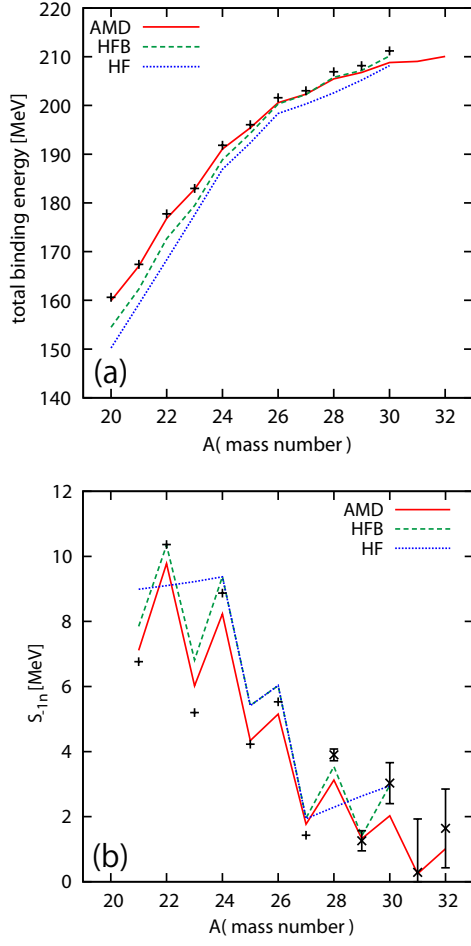 AMD
HFB
HF
220
210
200
190
180
170
160
150
140
total binding energy [MeV]
(a)
20 22 24 26 28 30 32
A( mass number )
AMD
HFB
HF
12
10
8
6
4
2
0
S-1n [MeV]
(b)
20 22 24 26 28 30 32
A( mass number )